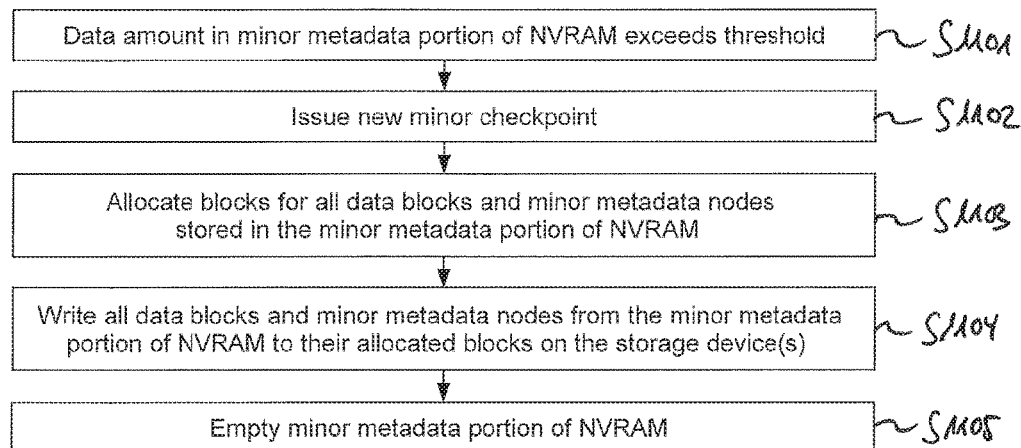 Data amount in minor metadata portion of NVRAM exceeds threshold S1101
Issue new minor checkpoint S1102
Allocate blocks for all data blocks and minor metadata nodes
stored in the minor metadata portion of NVRAM S1103
Write all data blocks and minor metadata nodes from the minor metadata
portion of NVRAM to their allocated blocks on the storage device(s) S1104
Empty minor metadata portion of NVRAM S1105